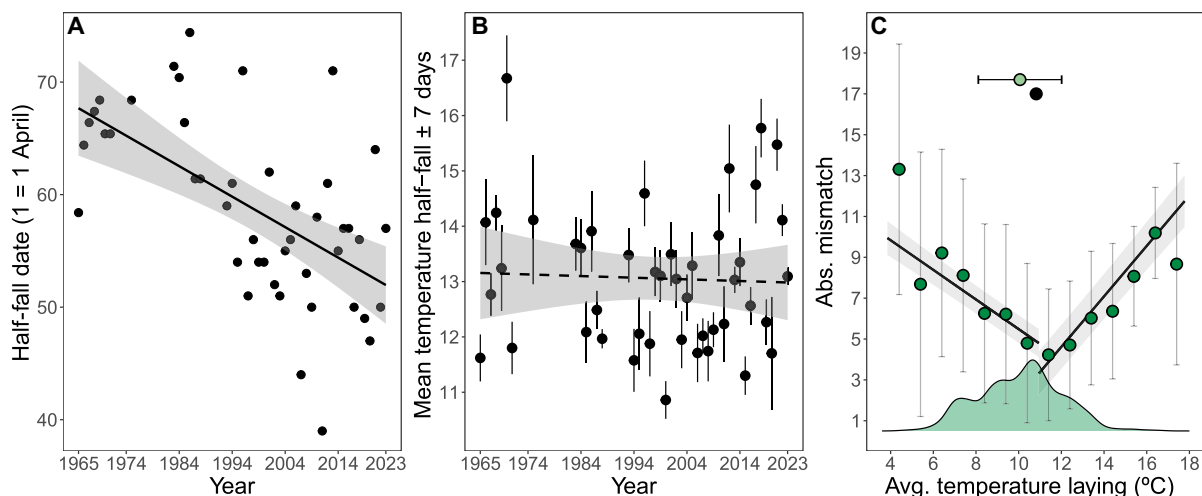 A
Half−fall date (1 = 1 April)
70
60
50
40
1965 1974 1984 1994 2004 2014 2023
Year
B
Mean temperature half−fall ± 7 days
17
16
15
14
13
12
11
1965 1974 1984 1994 2004 2014 2023
Year
C
Abs. mismatch
19
17
15
13
11
9
7
5
3
1
4 6 8 10 12 14 16 18
Avg. temperature laying (ºC)